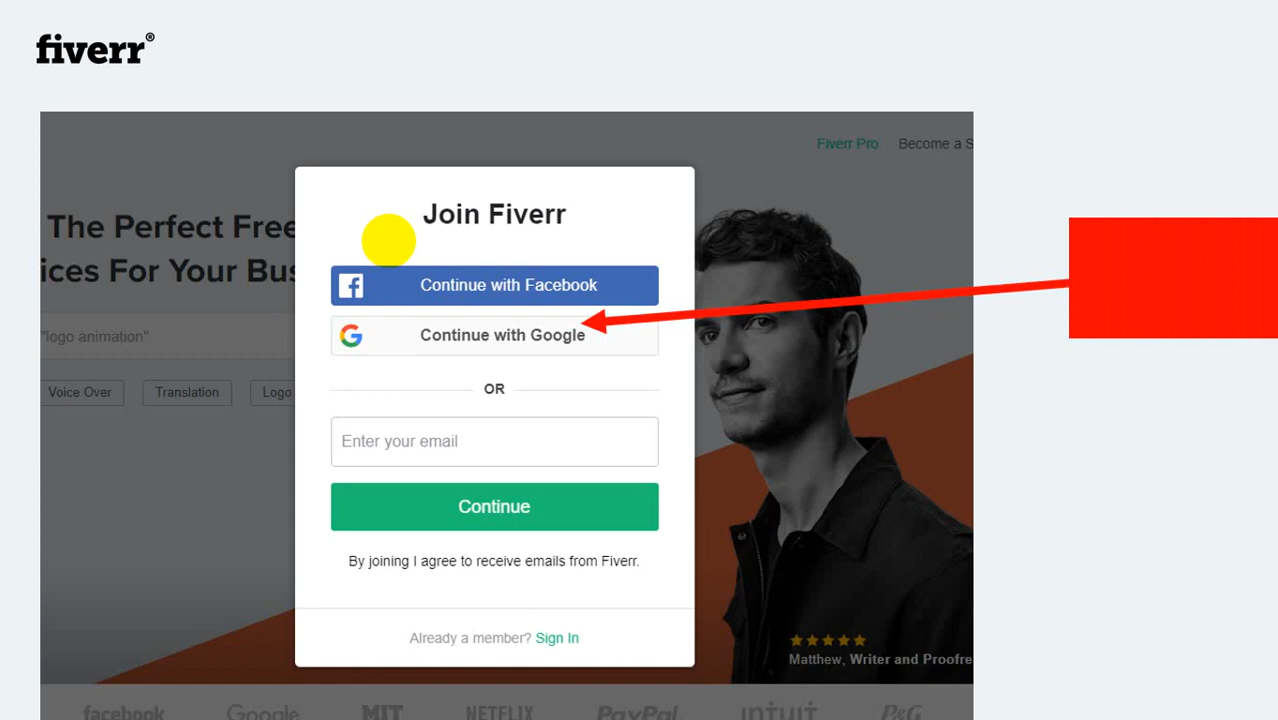 fiverr®
Fiverr Pro Become a S
Join Fiverr
The Perfect Free
ices For Your Bus
Continue with Facebook
"logo animation"
Continue with Google
Voice Over Translation Logo
OR
Enter your email
Continue
By joining I agree to receive emails from Fiverr.
Already a member? Sign In
Matthew, Writer and Proofre
facebook Google MIT NETFLIX PayPal intuit P&G